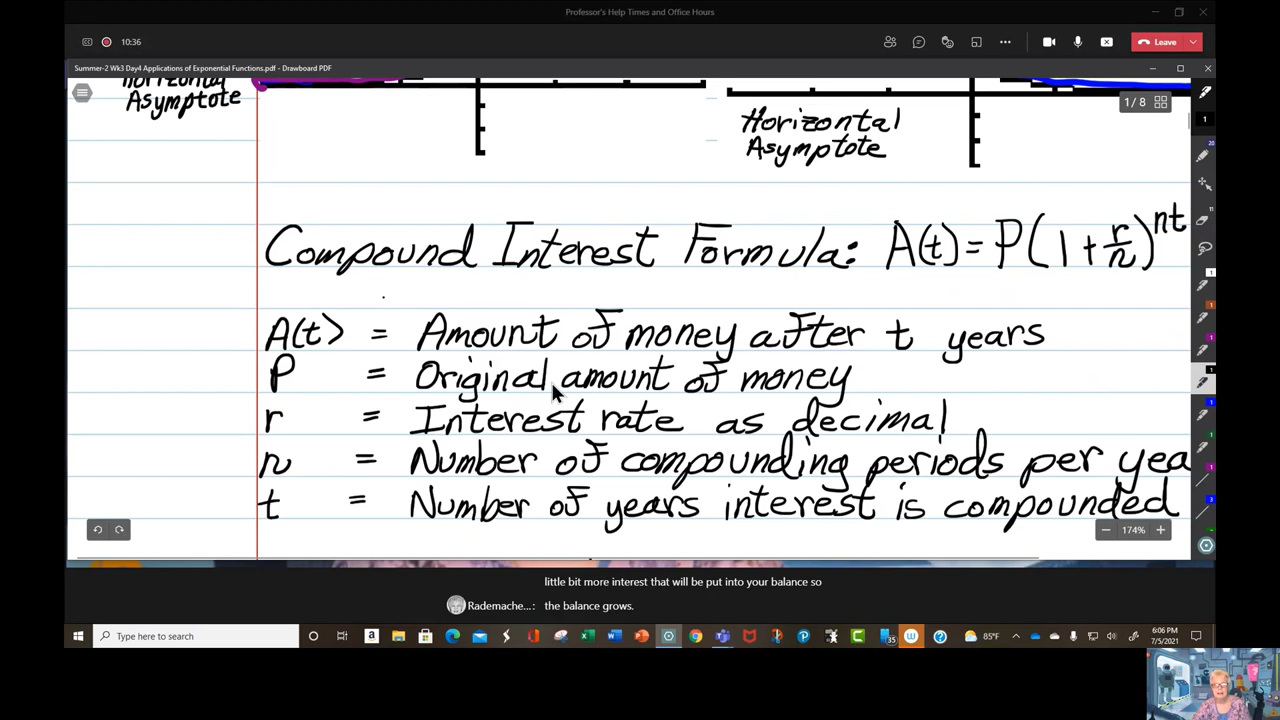 Professor's Help Times and Office Hours
10:36
Leave
Summer-2 Wk3 Day4 Applications of Exponential Functions.pdf - Drawboard PDF
Horizontal
Asymptote
1/8
Horizontal
Asymptote
Compound Interest Formula: A(t) = P(1 + r/n)^nt
A(t) = Amount of money after t years
P = Original amount of money
r = Interest rate as decimal
n = Number of compounding periods per yea
t = Number of years interest is compounded
174%
little bit more interest that will be put into your balance so
Rademache...: the balance grows.
Type here to search
85°F
6:06 PM
7/5/2021